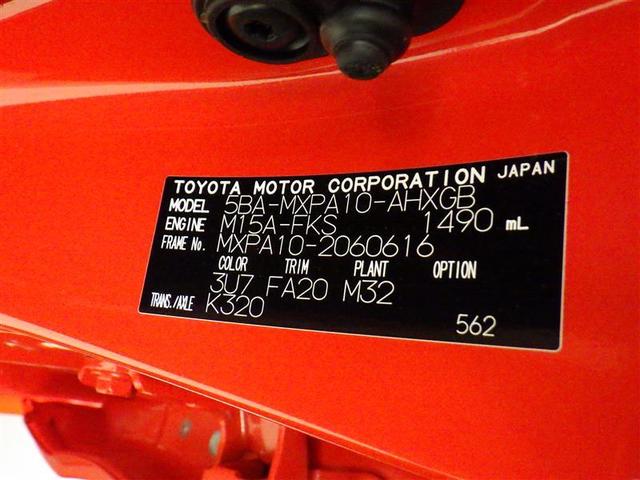 TOYOTA MOTOR CORPORATION JAPAN
MODEL 5BA-MXPA10-AHXGB
ENGINE M15A-FKS 1490 mL
FRAME No. MXPA10-2060616
COLOR TRIM PLANT OPTION
3U7 FA20 M32
TRANS./AXLE K320
562